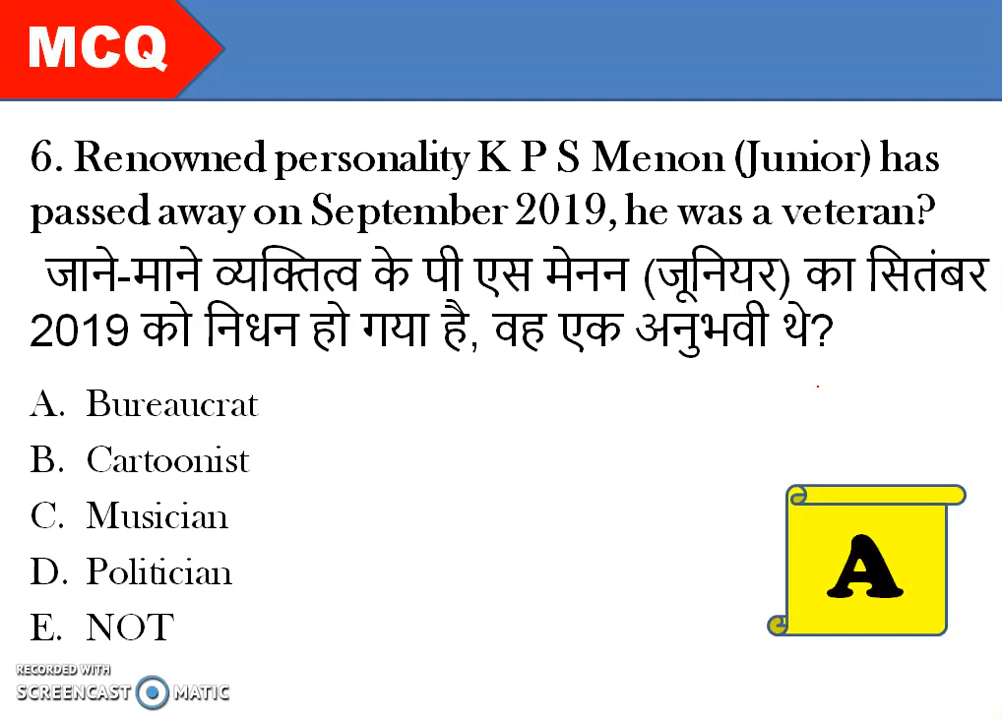 MCQ
6. Renowned personality K P S Menon (Junior) has
passed away on September 2019, he was a veteran?
जाने-माने व्यक्तित्व के पी एस मेनन (जूनियर) का सितंबर
2019 को निधन हो गया है, वह एक अनुभवी थे?
A. Bureaucrat
B. Cartoonist
C. Musician
D. Politician
E. NOT
A
RECORDED WITH
SCREENCAST MATIC